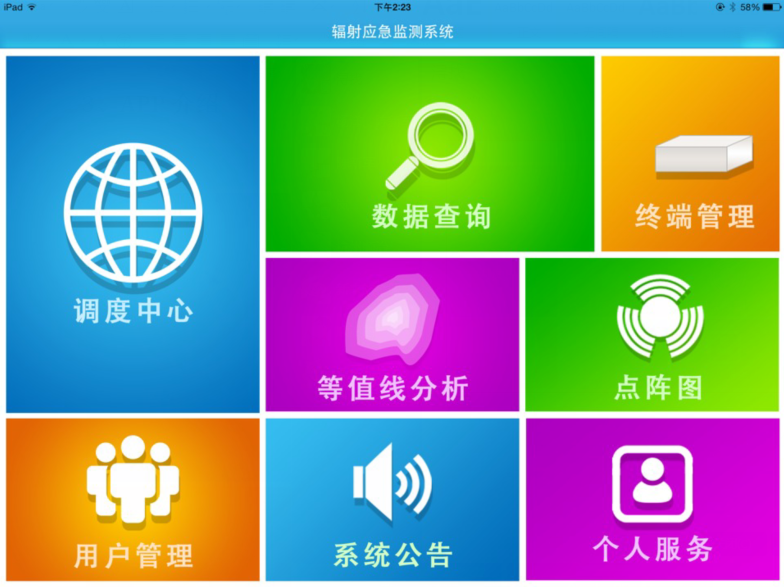 iPad 下午2:23 58%
辐射应急监测系统
调度中心
数据查询
终端管理
等值线分析
点阵图
用户管理
系统公告
个人服务